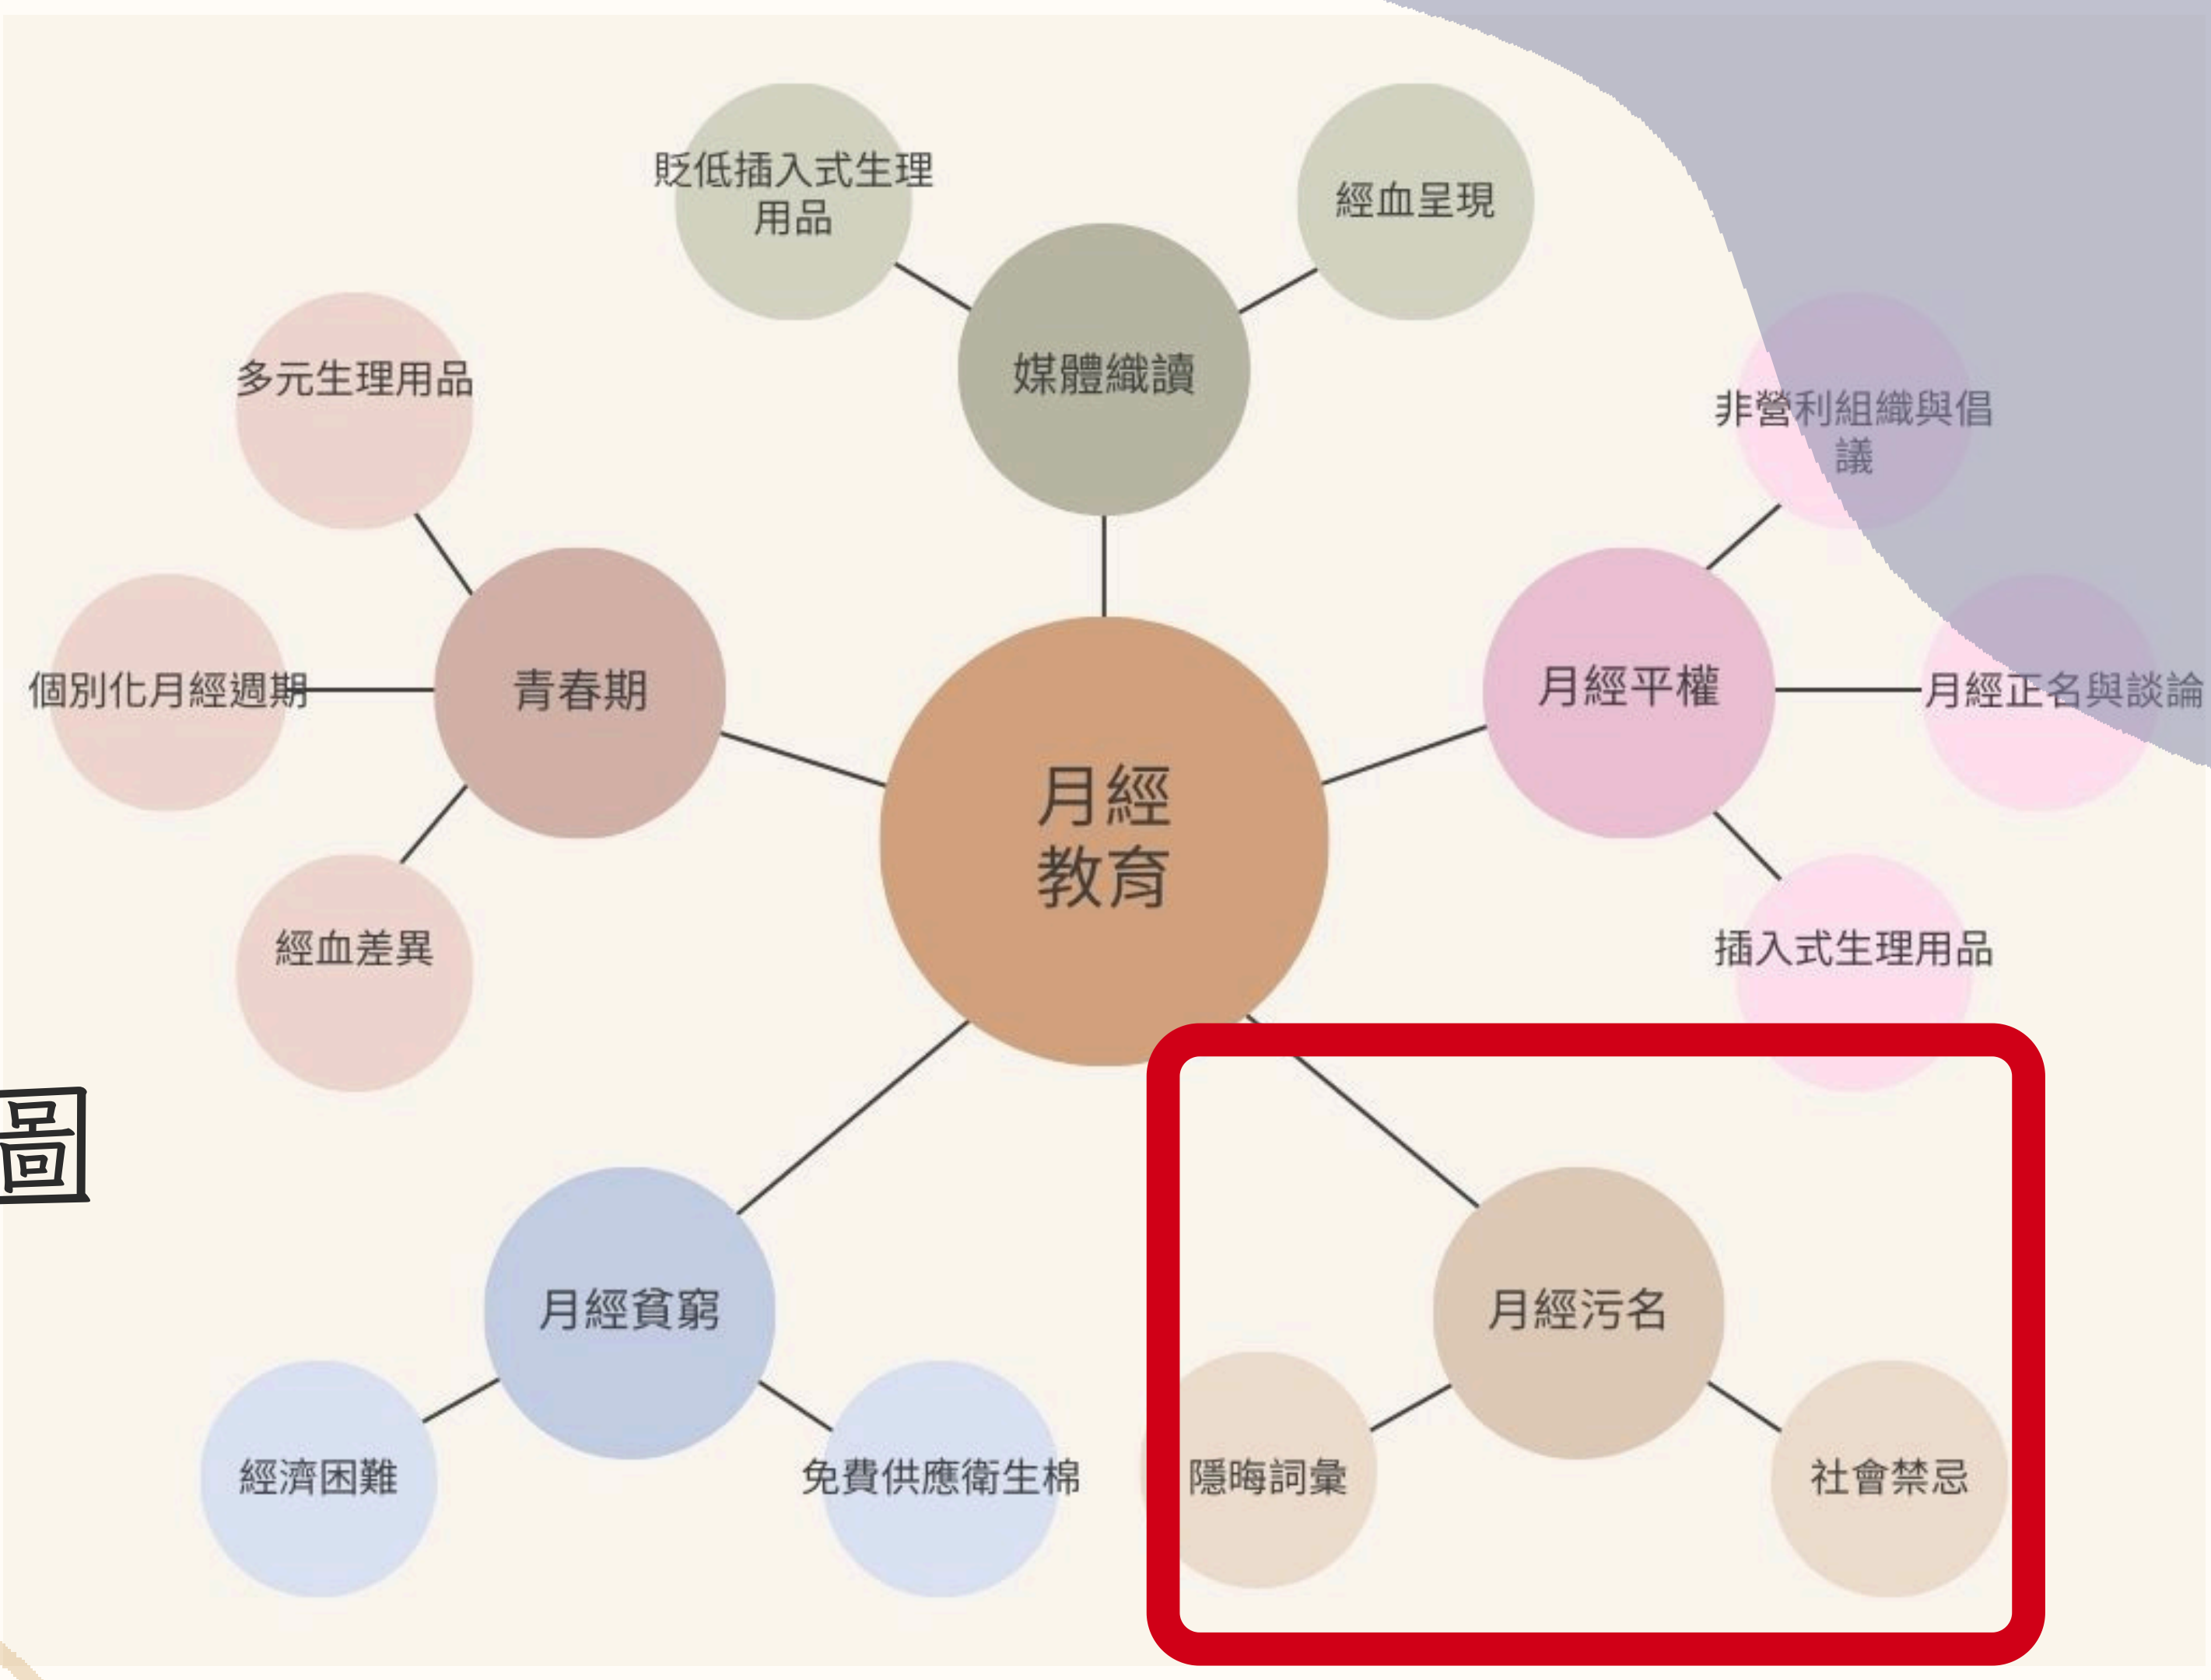 貶低插入式生理
用品
經血呈現
媒體織讀
多元生理用品
非營利組織與倡
議
個別化月經週期
青春期
月經平權
月經正名與談論
月經
教育
經血差異
插入式生理用品
圖
月經貧窮
月經污名
經濟困難
免費供應衛生棉
隱晦詞彙
社會禁忌